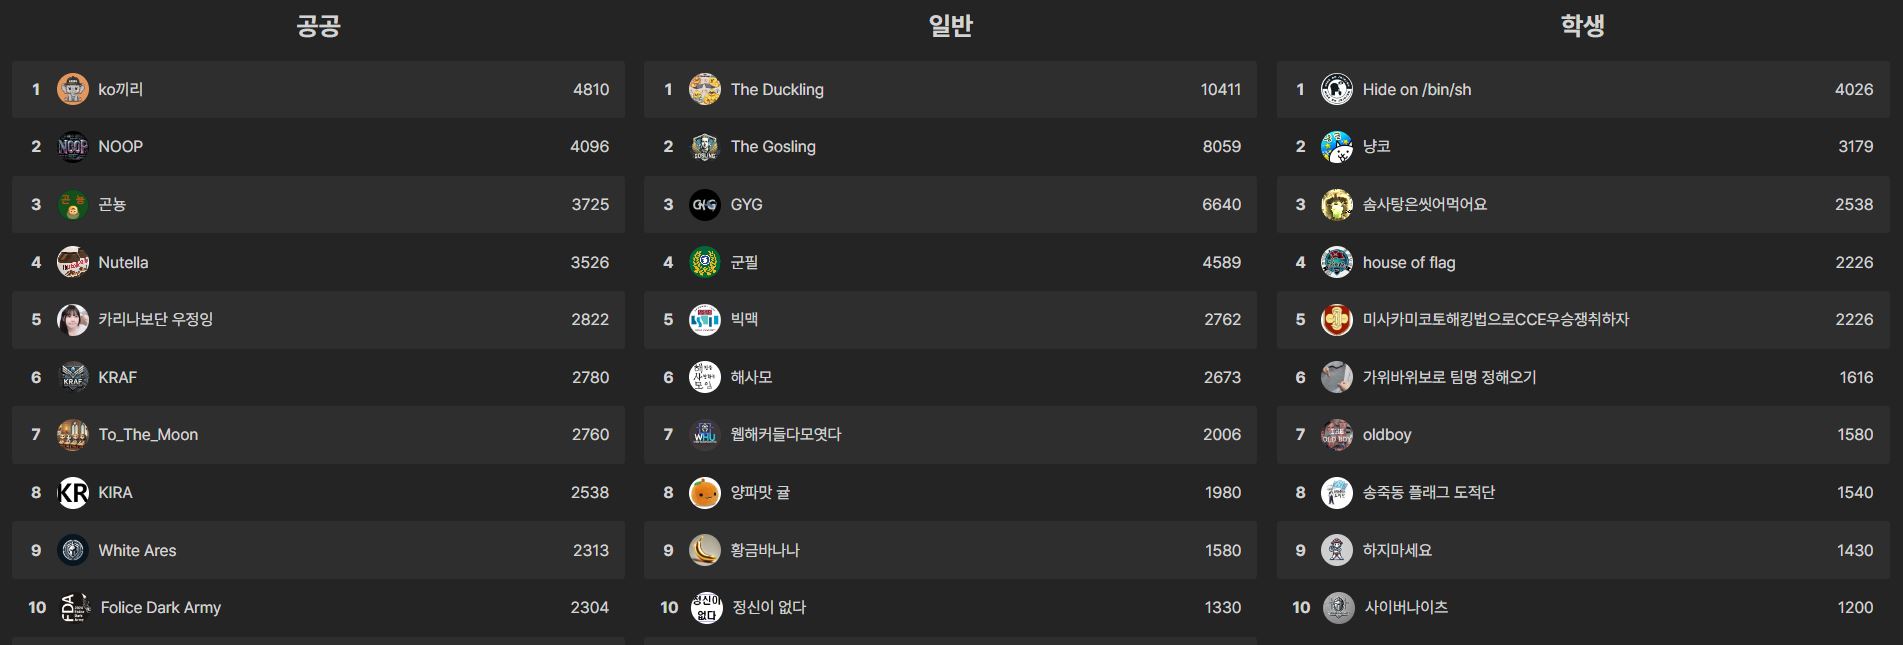 공공
1 ko끼리 4810
2 NOOP 4096
3 곤뇽 3725
4 Nutella 3526
5 카리나보단 우정잉 2822
6 KRAF 2780
7 To_The_Moon 2760
8 KIRA 2538
9 White Ares 2313
10 Folice Dark Army 2304
일반
1 The Duckling 10411
2 The Gosling 8059
3 GYG 6640
4 군필 4589
5 빅맥 2762
6 해사모 2673
7 웹해커들다모엿다 2006
8 양파맛 귤 1980
9 황금바나나 1580
10 정신이 없다 1330
학생
1 Hide on /bin/sh 4026
2 냥코 3179
3 솜사탕은씻어먹어요 2538
4 house of flag 2226
5 미사카미코토해킹법으로CCE우승쟁취하자 2226
6 가위바위보로 팀명 정해오기 1616
7 oldboy 1580
8 송죽동 플래그 도적단 1540
9 하지마세요 1430
10 사이버나이츠 1200